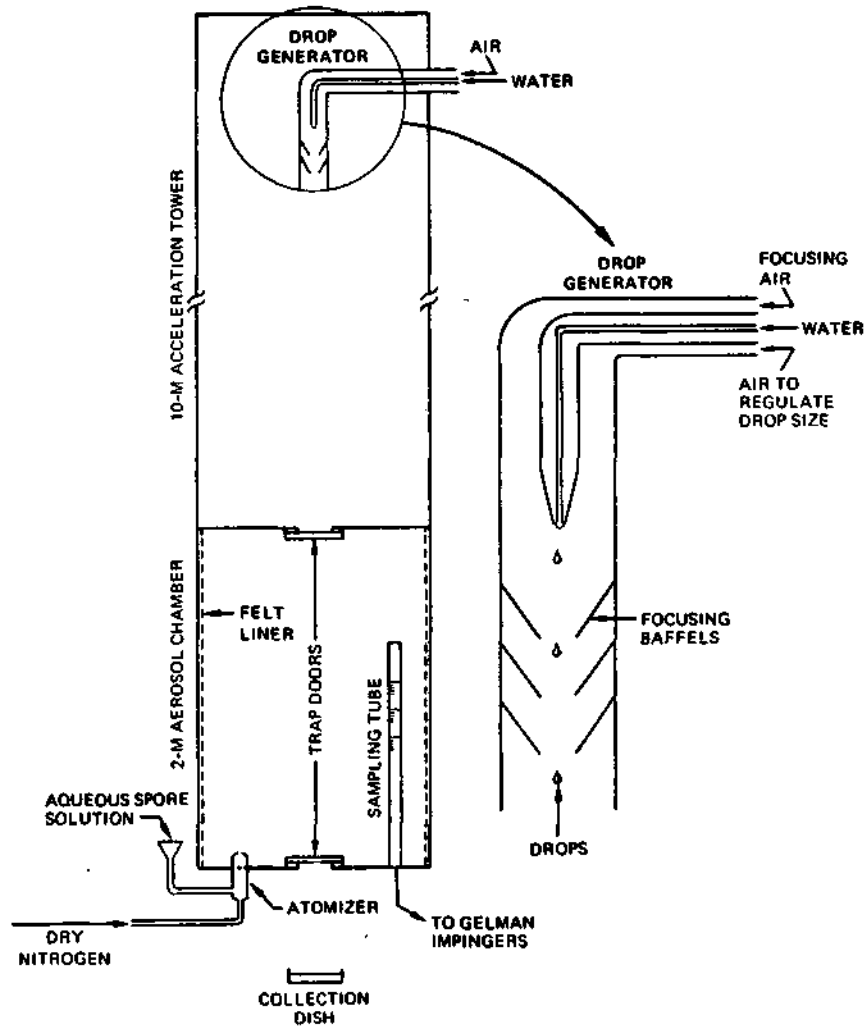 DROP
GENERATOR
AIR
WATER
10-M ACCELERATION TOWER
DROP
GENERATOR
FOCUSING
AIR
WATER
AIR TO
REGULATE
DROP SIZE
2-M AEROSOL CHAMBER
FELT
LINER
TRAP DOORS
SAMPLING TUBE
FOCUSING
BAFFELS
AQUEOUS SPORE
SOLUTION
DROPS
ATOMIZER
TO GELMAN
IMPINGERS
DRY
NITROGEN
COLLECTION
DISH